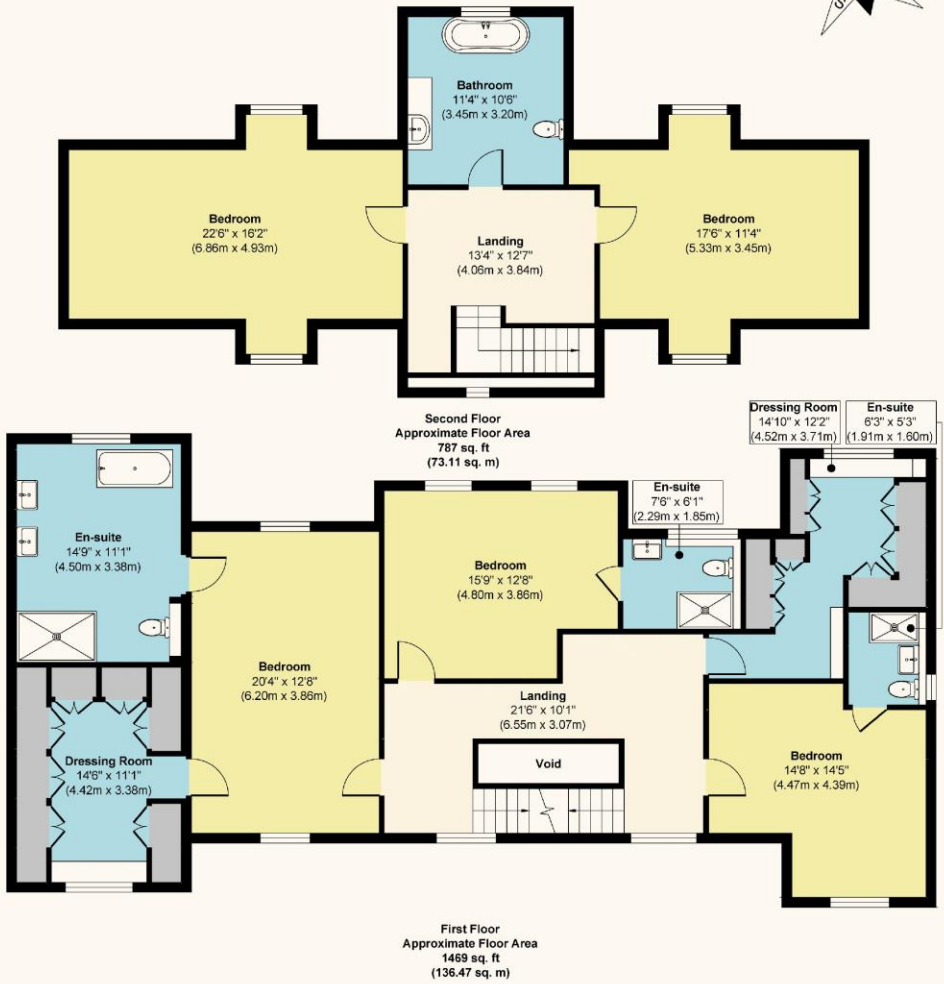 Bathroom
11'4" x 10'6"
(3.45m x 3.20m)
Bedroom
22'6" x 16'2"
(6.86m x 4.93m)
Landing
13'4" x 12'7"
(4.06m x 3.84m)
Bedroom
17'6" x 11'4"
(5.33m x 3.45m)
Second Floor
Approximate Floor Area
787 sq. ft
(73.11 sq. m)
Dressing Room
14'10" x 12'2"
(4.52m x 3.71m)
En-suite
6'3" x 5'3"
(1.91m x 1.60m)
En-suite
7'6" x 6'1"
(2.29m x 1.85m)
En-suite
14'9" x 11'1"
(4.50m x 3.38m)
Bedroom
15'9" x 12'8"
(4.80m x 3.86m)
Bedroom
20'4" x 12'8"
(6.20m x 3.86m)
Landing
21'6" x 10'1"
(6.55m x 3.07m)
Void
Dressing Room
14'6" x 11'1"
(4.42m x 3.38m)
Bedroom
14'8" x 14'5"
(4.47m x 4.39m)
First Floor
Approximate Floor Area
1469 sq. ft
(136.47 sq. m)